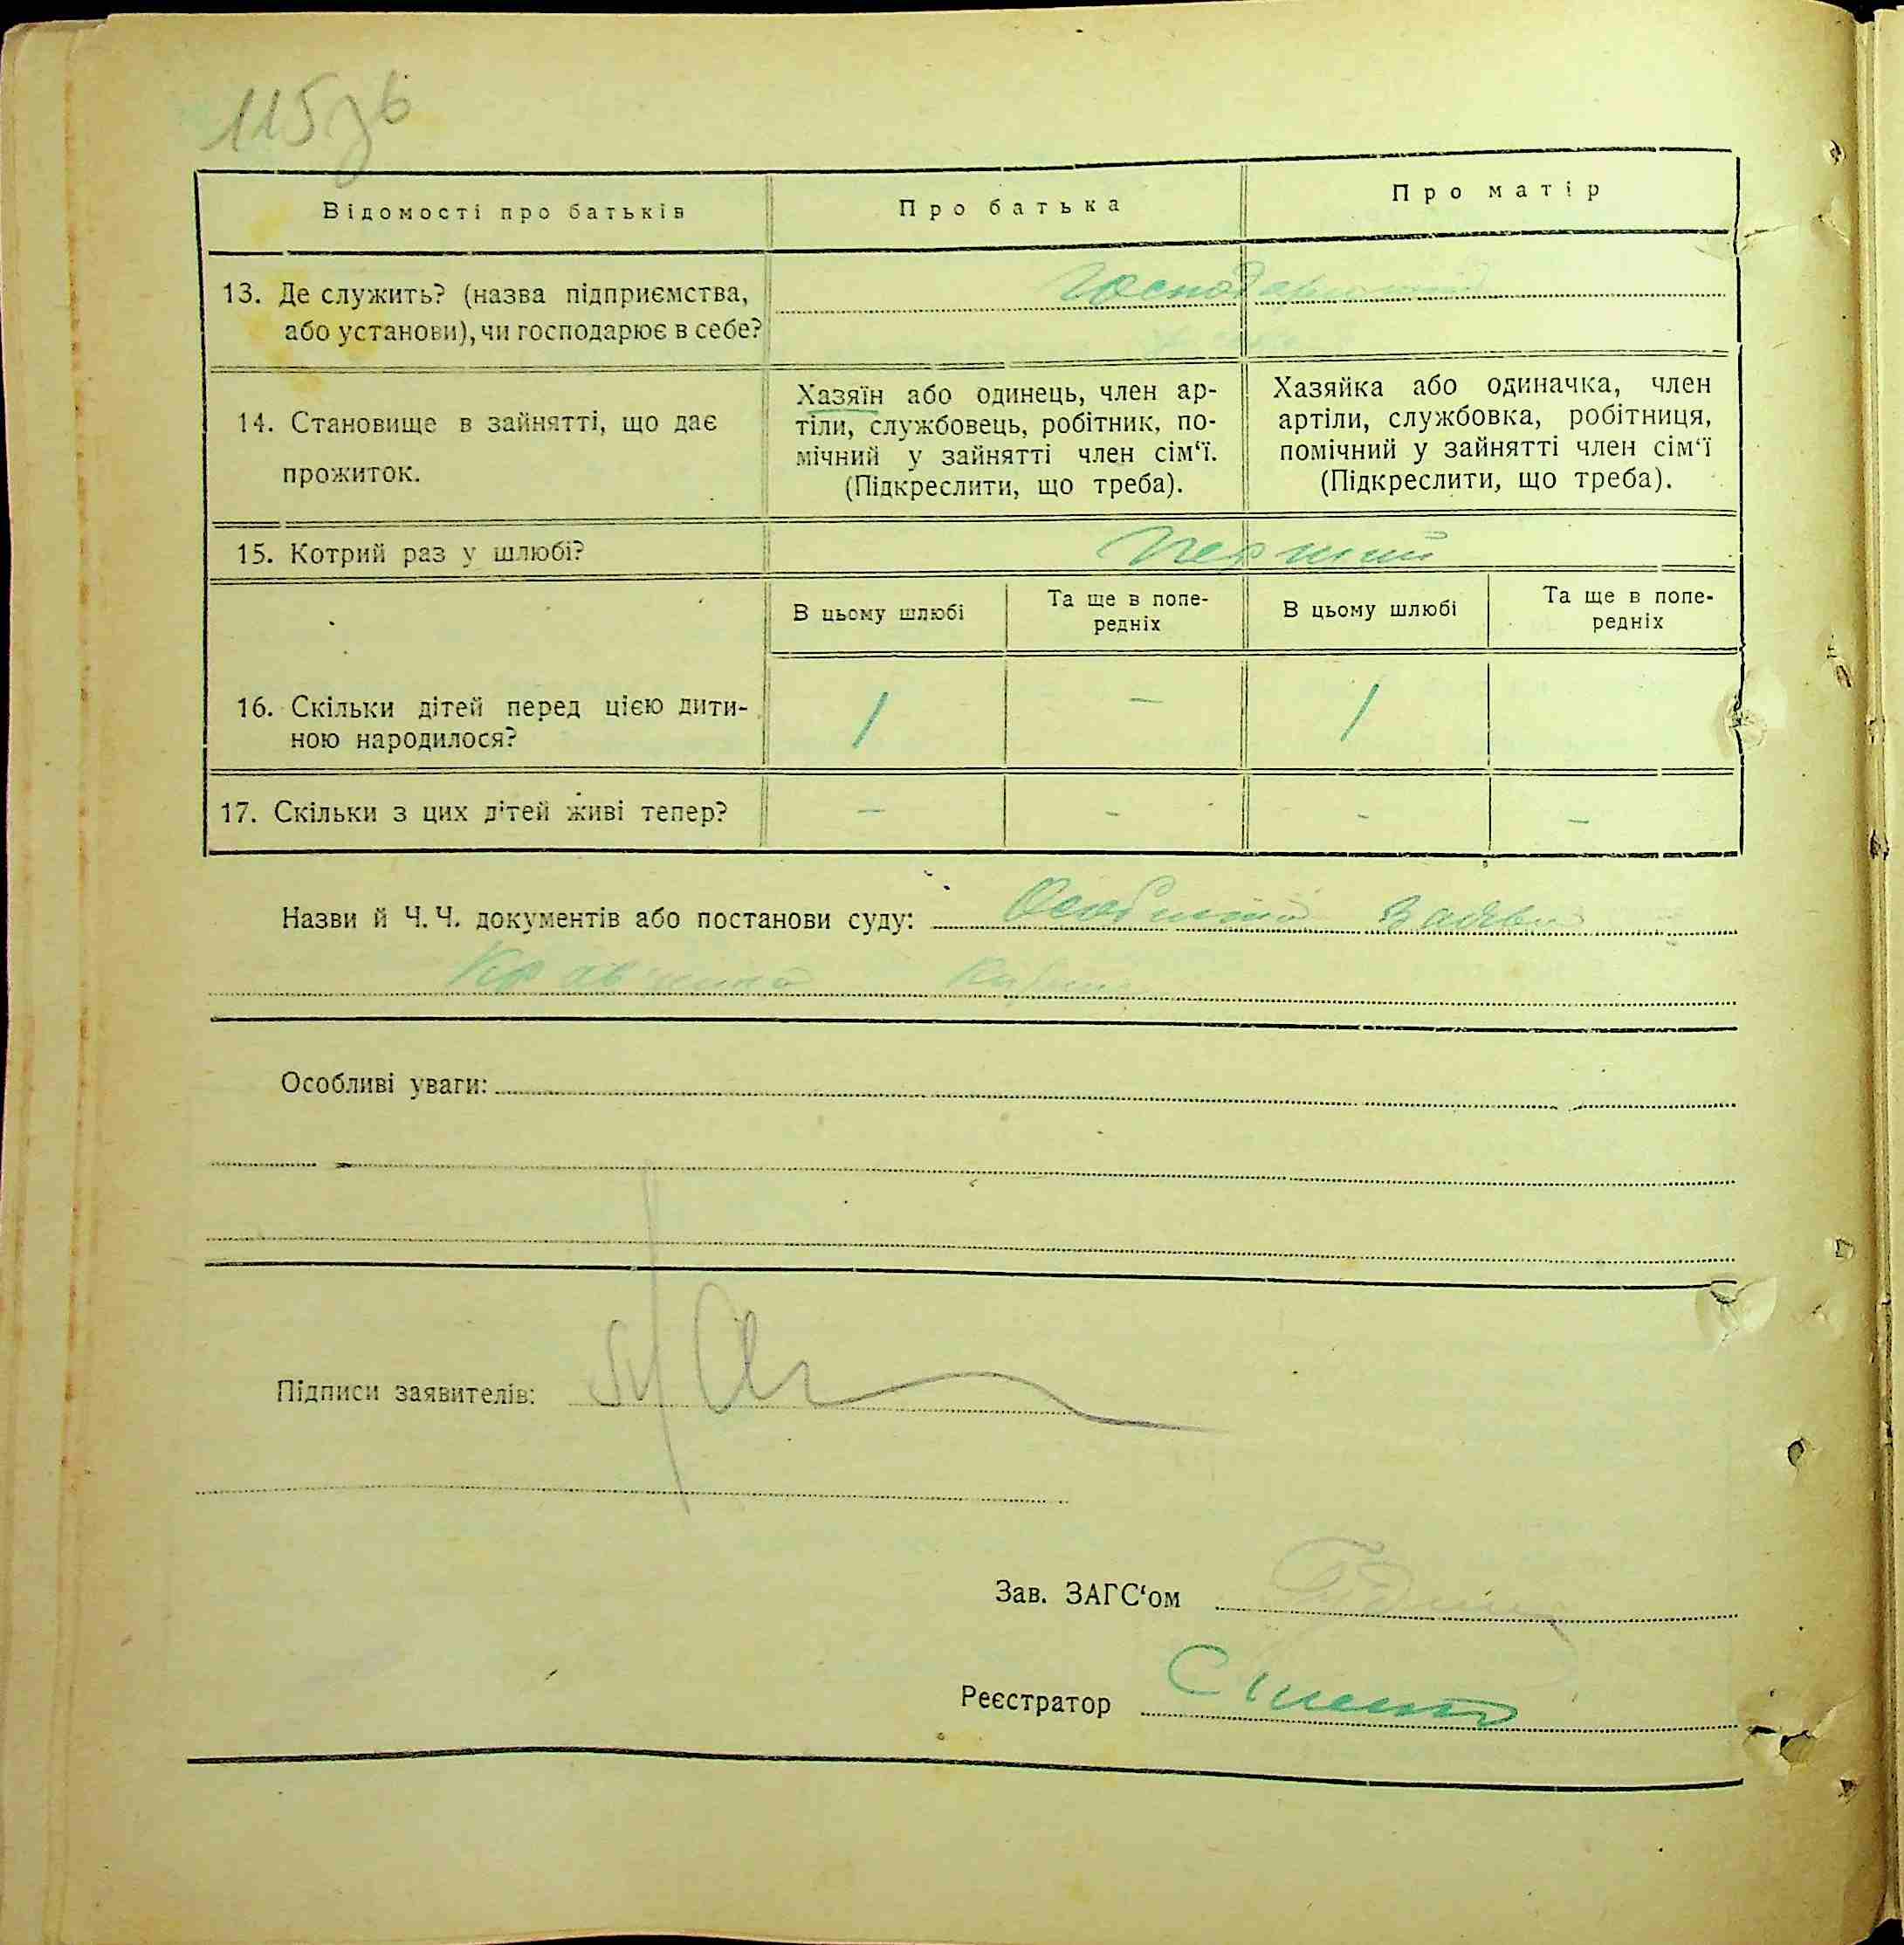 115зв
Відомості про батьків
Про батька
Про матір
13. Де служить? (назва підприємства,
або установи), чи господарює в себе?
Господарюють
14. Становище в зайнятті, що дає
прожиток.
Хазяїн або одинець, член ар-
тіли, службовець, робітник, по-
мічний у зайнятті член сім‘ї.
(Підкреслити, що треба).
Хазяйка або одиначка, член
артіли, службовка, робітниця,
помічний у зайнятті член сім‘ї
(Підкреслити, що треба).
15. Котрий раз у шлюбі?
Перший
В цьому шлюбі
Та ще в попе-
редніх
В цьому шлюбі
Та ще в попе-
редніх
16. Скільки дітей перед цією дити-
ною народилося?
1 — 1
17. Скільки з цих дітей живі тепер?
— - - —
Назви й Ч. Ч. документів або постанови суду: Особиста Заява
Особливі уваги:
Підписи заявителів:
Зав. ЗАГС‘ом
Реєстратор